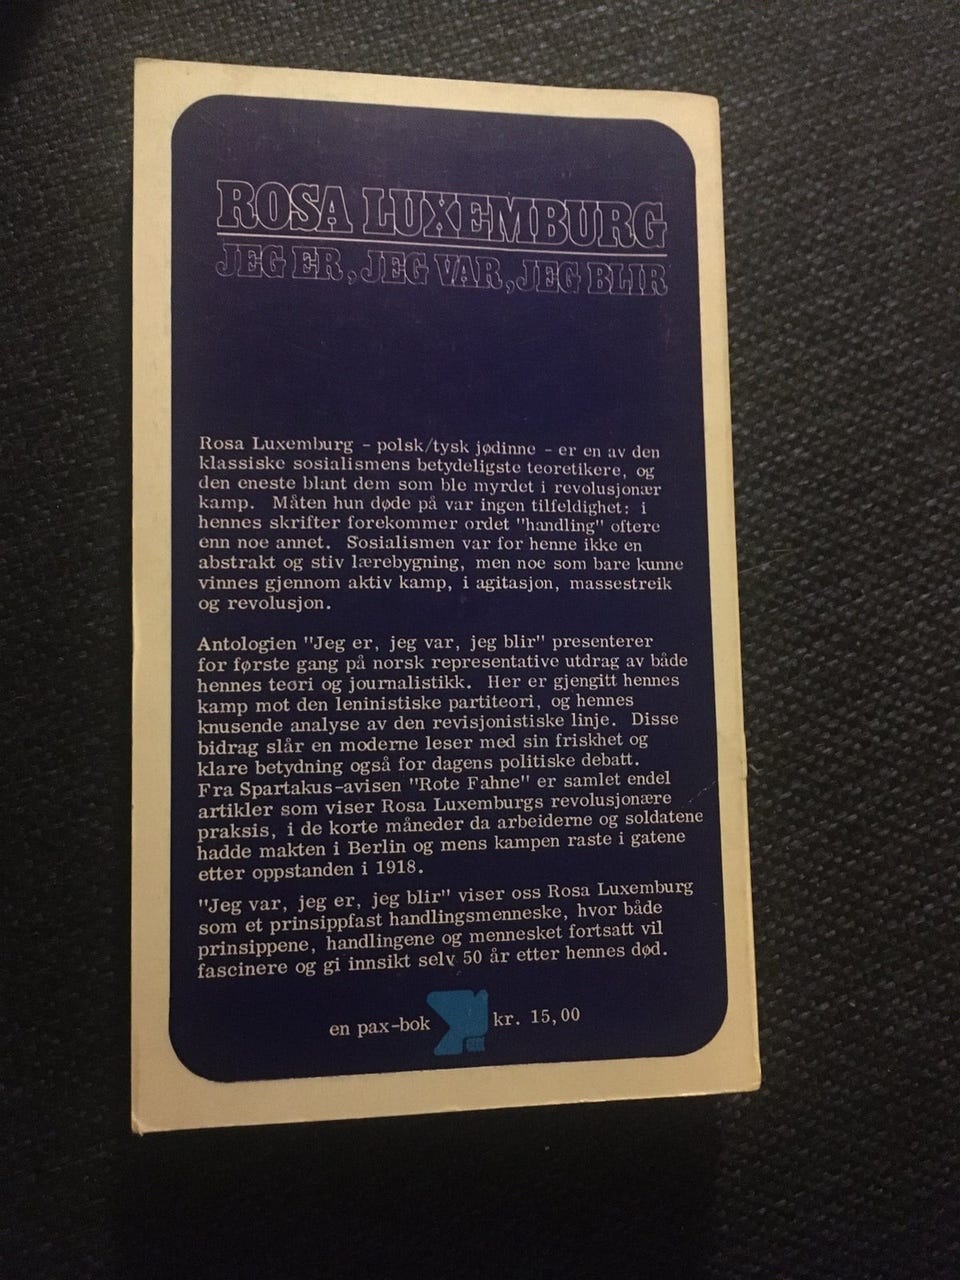 ROSA LUXEMBURG
JEG ER, JEG VAR, JEG BLIR
Rosa Luxemburg - polsk/tysk jødinne - er en av den
klassiske sosialismens betydeligste teoretikere, og
den eneste blant dem som ble myrdet i revolusjonær
kamp. Måten hun døde på var ingen tilfeldighet: i
hennes skrifter forekommer ordet "handling" oftere
enn noe annet. Sosialismen var for henne ikke en
abstrakt og stiv lærebygning, men noe som bare kunne
vinnes gjennom aktiv kamp, i agitasjon, massestreik
og revolusjon.
Antologien "Jeg er, jeg var, jeg blir" presenterer
for første gang på norsk representative utdrag av både
hennes teori og journalistikk. Her er gjengitt hennes
kamp mot den leninistiske partiteori, og hennes
knusende analyse av den revisjonistiske linje. Disse
bidrag slår en moderne leser med sin friskhet og
klare betydning også for dagens politiske debatt.
Fra Spartakus-avisen "Rote Fahne" er samlet endel
artikler som viser Rosa Luxemburgs revolusjonære
praksis, i de korte måneder da arbeiderne og soldatene
hadde makten i Berlin og mens kampen raste i gatene
etter oppstanden i 1918.
"Jeg var, jeg er, jeg blir" viser oss Rosa Luxemburg
som et prinsippfast handlingsmenneske, hvor både
prinsippene, handlingene og mennesket fortsatt vil
fascinere og gi innsikt selv 50 år etter hennes død.
en pax-bok kr. 15,00